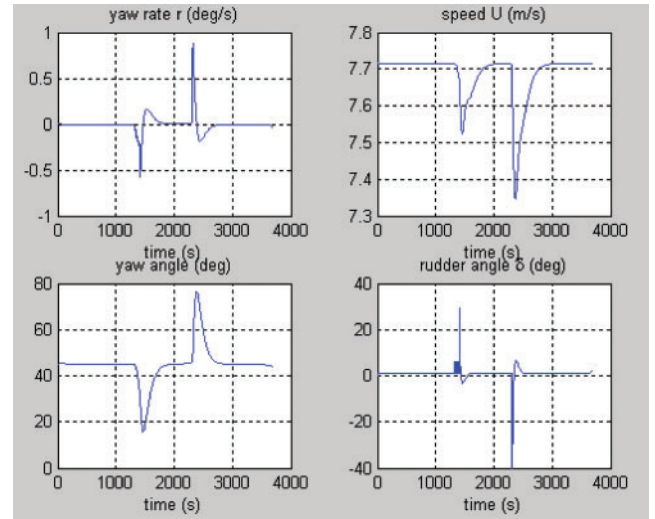 yaw rate r (deg/s)
1
0.5
0
-0.5
-1
0 1000 2000 3000 4000
time (s)
speed U (m/s)
7.8
7.7
7.6
7.5
7.4
7.3
0 1000 2000 3000 4000
time (s)
yaw angle (deg)
80
60
40
20
0
0 1000 2000 3000 4000
time (s)
rudder angle δ (deg)
40
20
0
-20
-40
0 1000 2000 3000 4000
time (s)